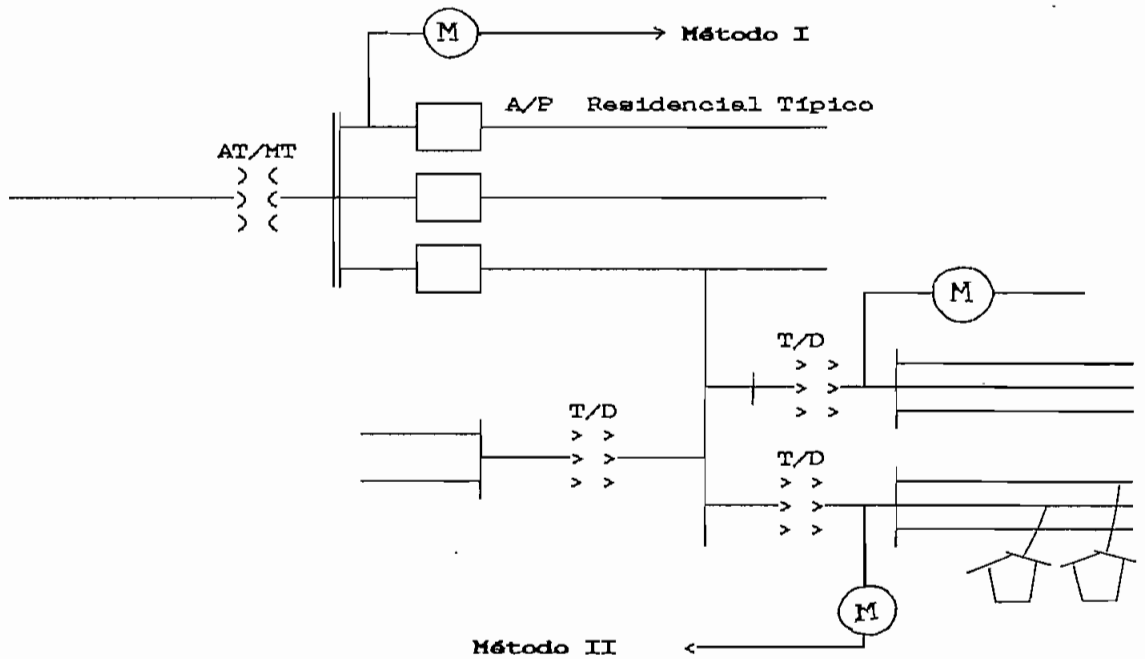 M
Método I
A/P Residencial Típico
AT/MT
M
T/D
T/D
T/D
M
Método II